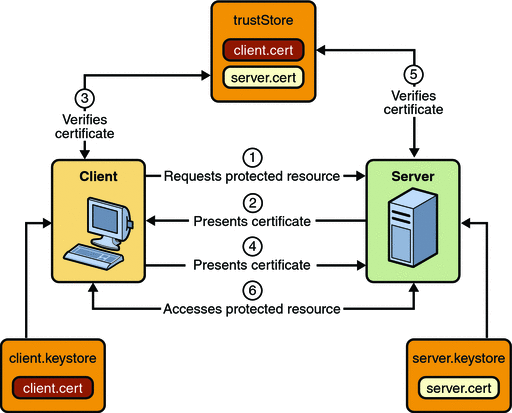 trustStore
client.cert
server.cert
3
Verifies
certificate
5
Verifies
certificate
Client
1
Requests protected resource
Server
2
Presents certificate
4
Presents certificate
6
Accesses protected resource
client.keystore
client.cert
server.keystore
server.cert